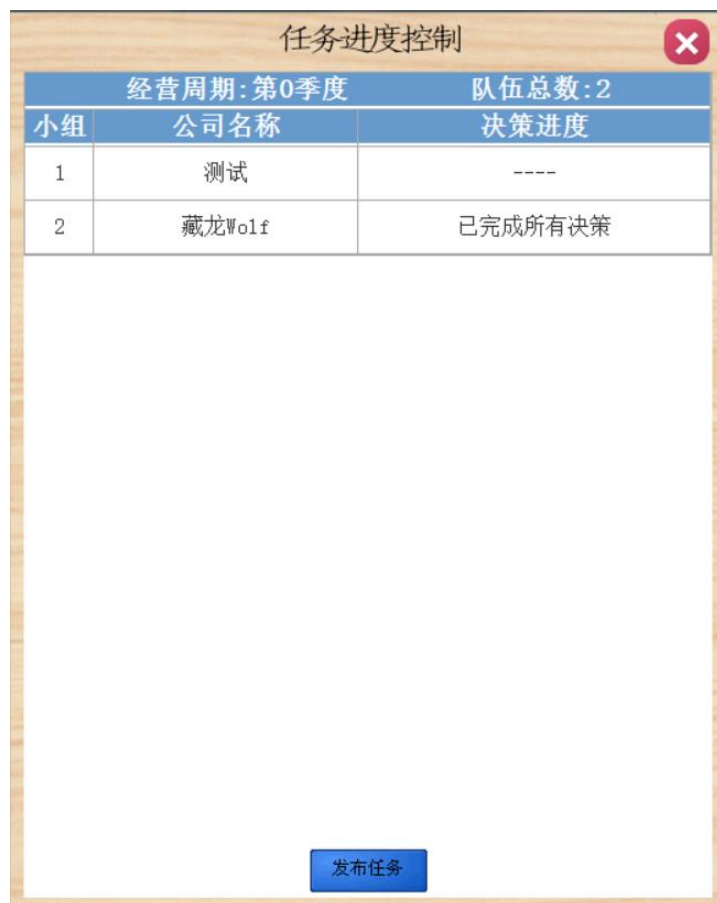 任务进度控制
经营周期:第0季度 队伍总数:2
小组 公司名称 决策进度
1 测试 ----
2 藏龙Wolf 已完成所有决策
发布任务